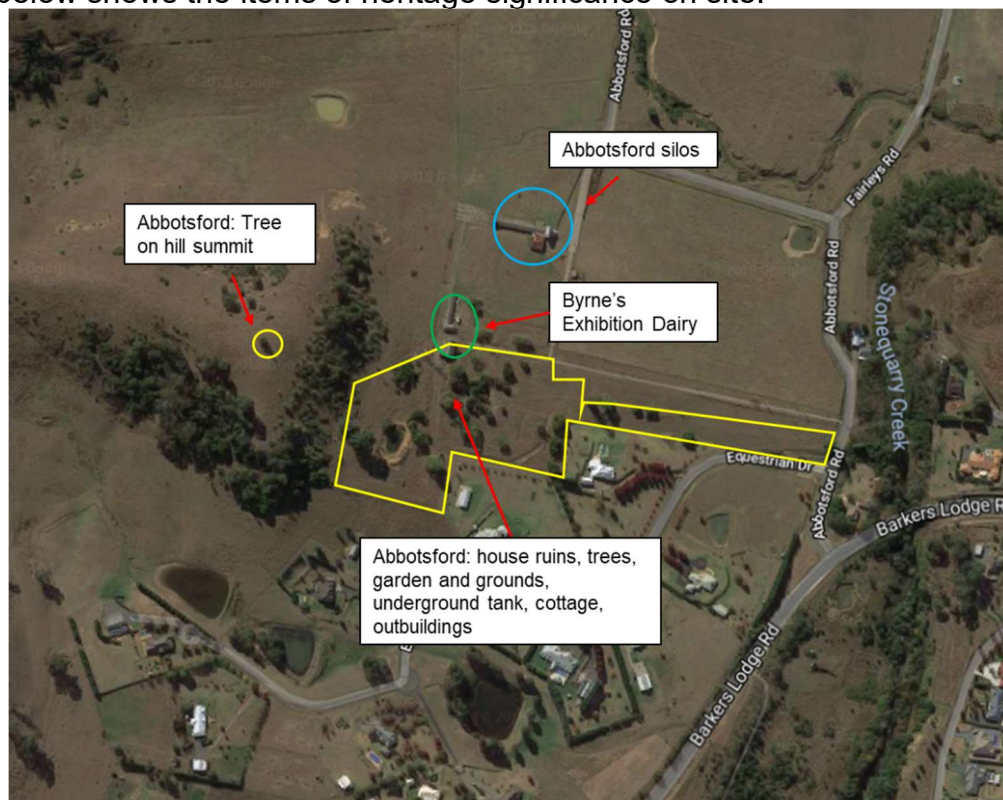 below shows the items of heritage significance on site.
Abbotsford Rd
Abbotsford silos
Fairleys Rd
Abbotsford: Tree
on hill summit
Abbotsford Rd
Byrne's
Exhibition Dairy
Stonequarry Creek
Equestrian Dr
Abbotsford Rd
Barkers Lodge R
Abbotsford: house ruins, trees,
garden and grounds,
underground tank, cottage,
outbuildings
E
Barkers Lodge Rd